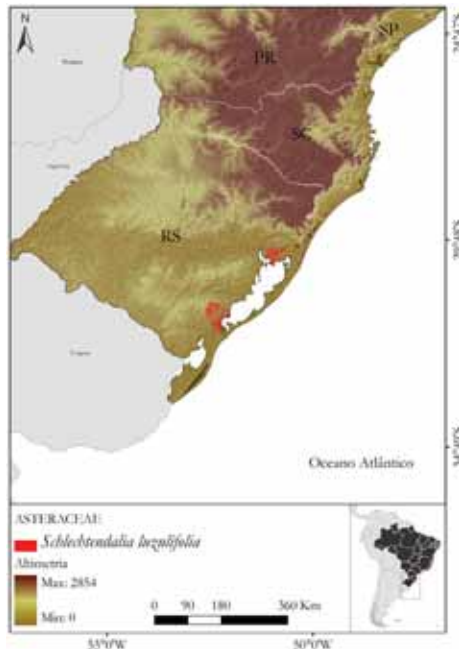 N
SP
PR
SC
RS
Oceano Atlântico
ASTERACEAE
Schlechtendalia luzulifolia
Altimetria
Max: 2854
Min: 0
0 90 180 360 Km
55°0'W 50°0'W